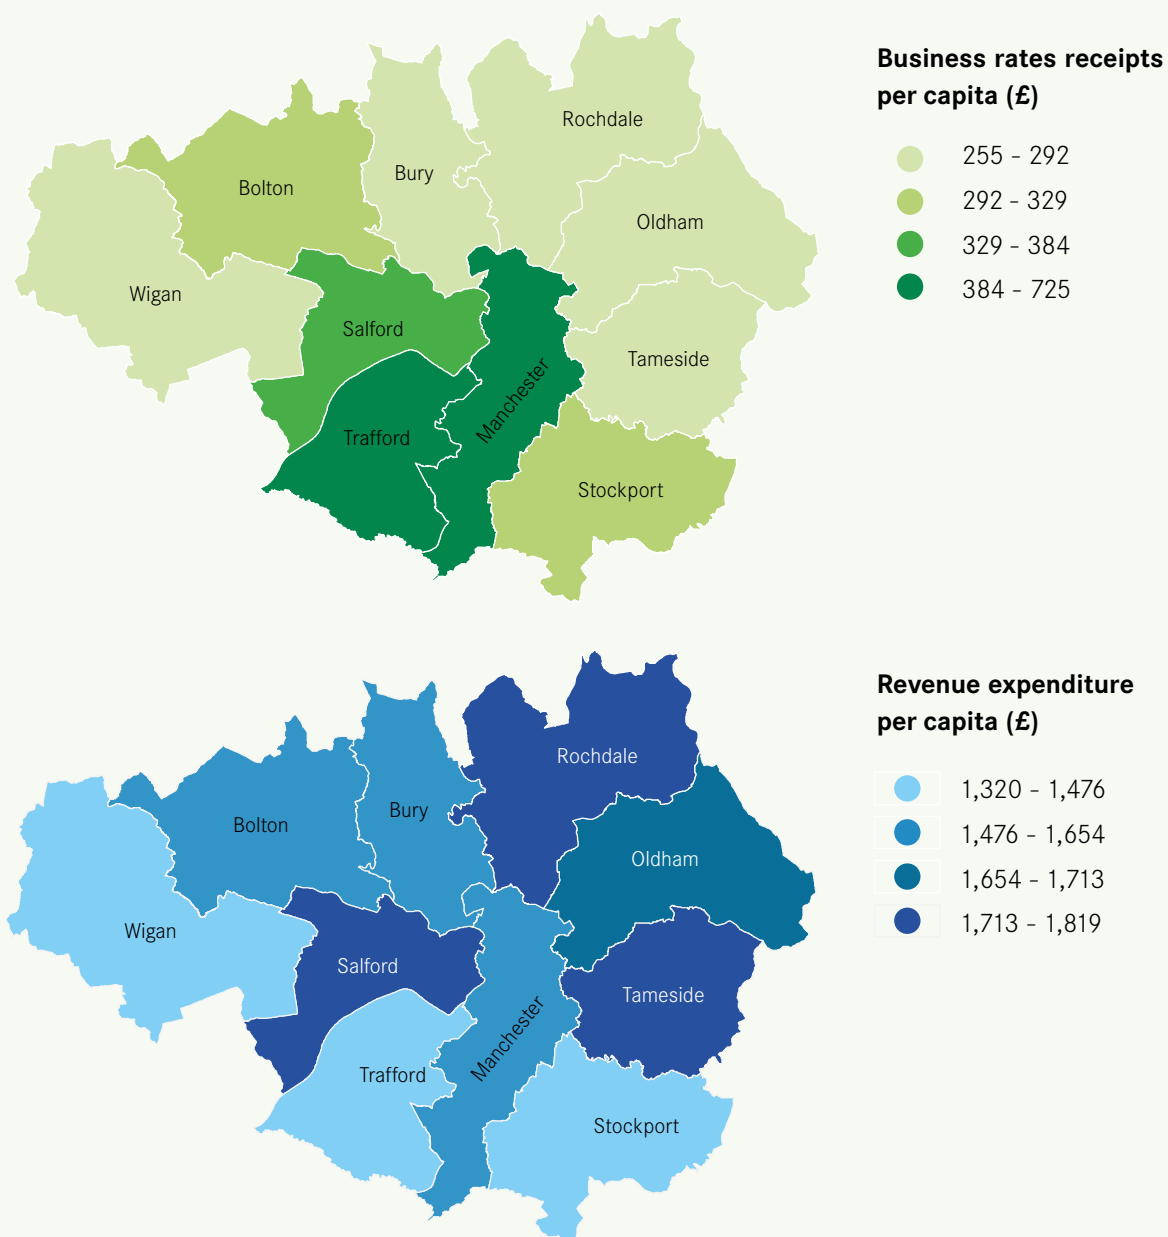 Business rates receipts
per capita (£)
255 - 292
292 - 329
329 - 384
384 - 725
Rochdale
Bury
Bolton
Oldham
Wigan
Salford
Tameside
Manchester
Trafford
Stockport
Revenue expenditure
per capita (£)
1,320 - 1,476
1,476 - 1,654
1,654 - 1,713
1,713 - 1,819
Rochdale
Bury
Bolton
Oldham
Wigan
Salford
Tameside
Manchester
Trafford
Stockport